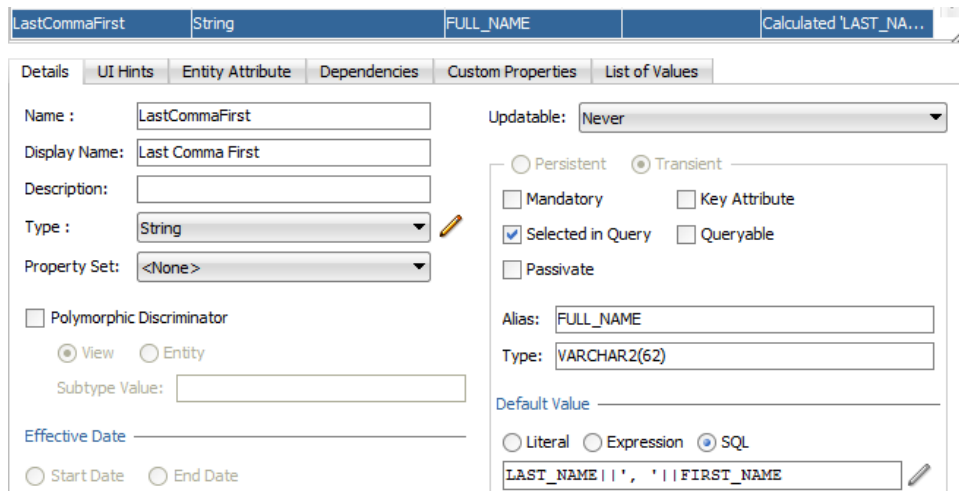 LastCommaFirst String FULL_NAME Calculated 'LAST_NA...
Details UI Hints Entity Attribute Dependencies Custom Properties List of Values
Name : LastCommaFirst
Display Name: Last Comma First
Description:
Type : String
Property Set: <None>
Polymorphic Discriminator
View Entity
Subtype Value:
Effective Date
Start Date End Date
Updatable: Never
Persistent Transient
Mandatory Key Attribute
Selected in Query Queryable
Passivate
Alias: FULL_NAME
Type: VARCHAR2(62)
Default Value
Literal Expression SQL
LAST_NAME||', '||FIRST_NAME